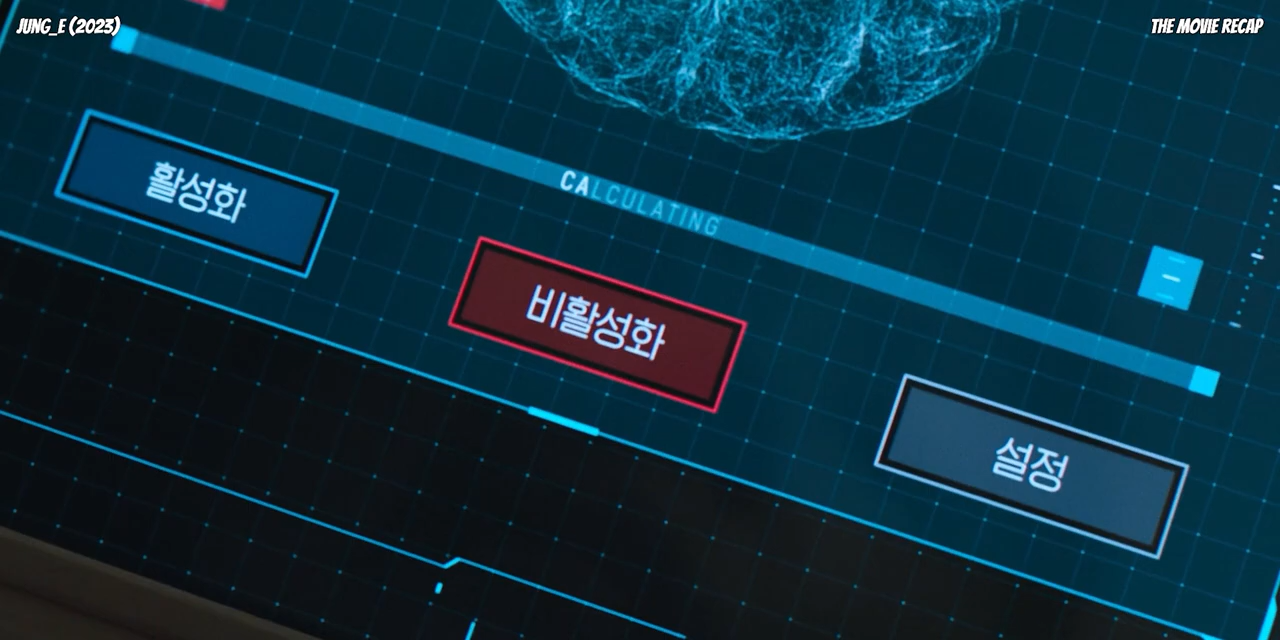 JUNG_E (2023)
THE MOVIE RECAP
CALCULATING
활성화
비활성화
설정